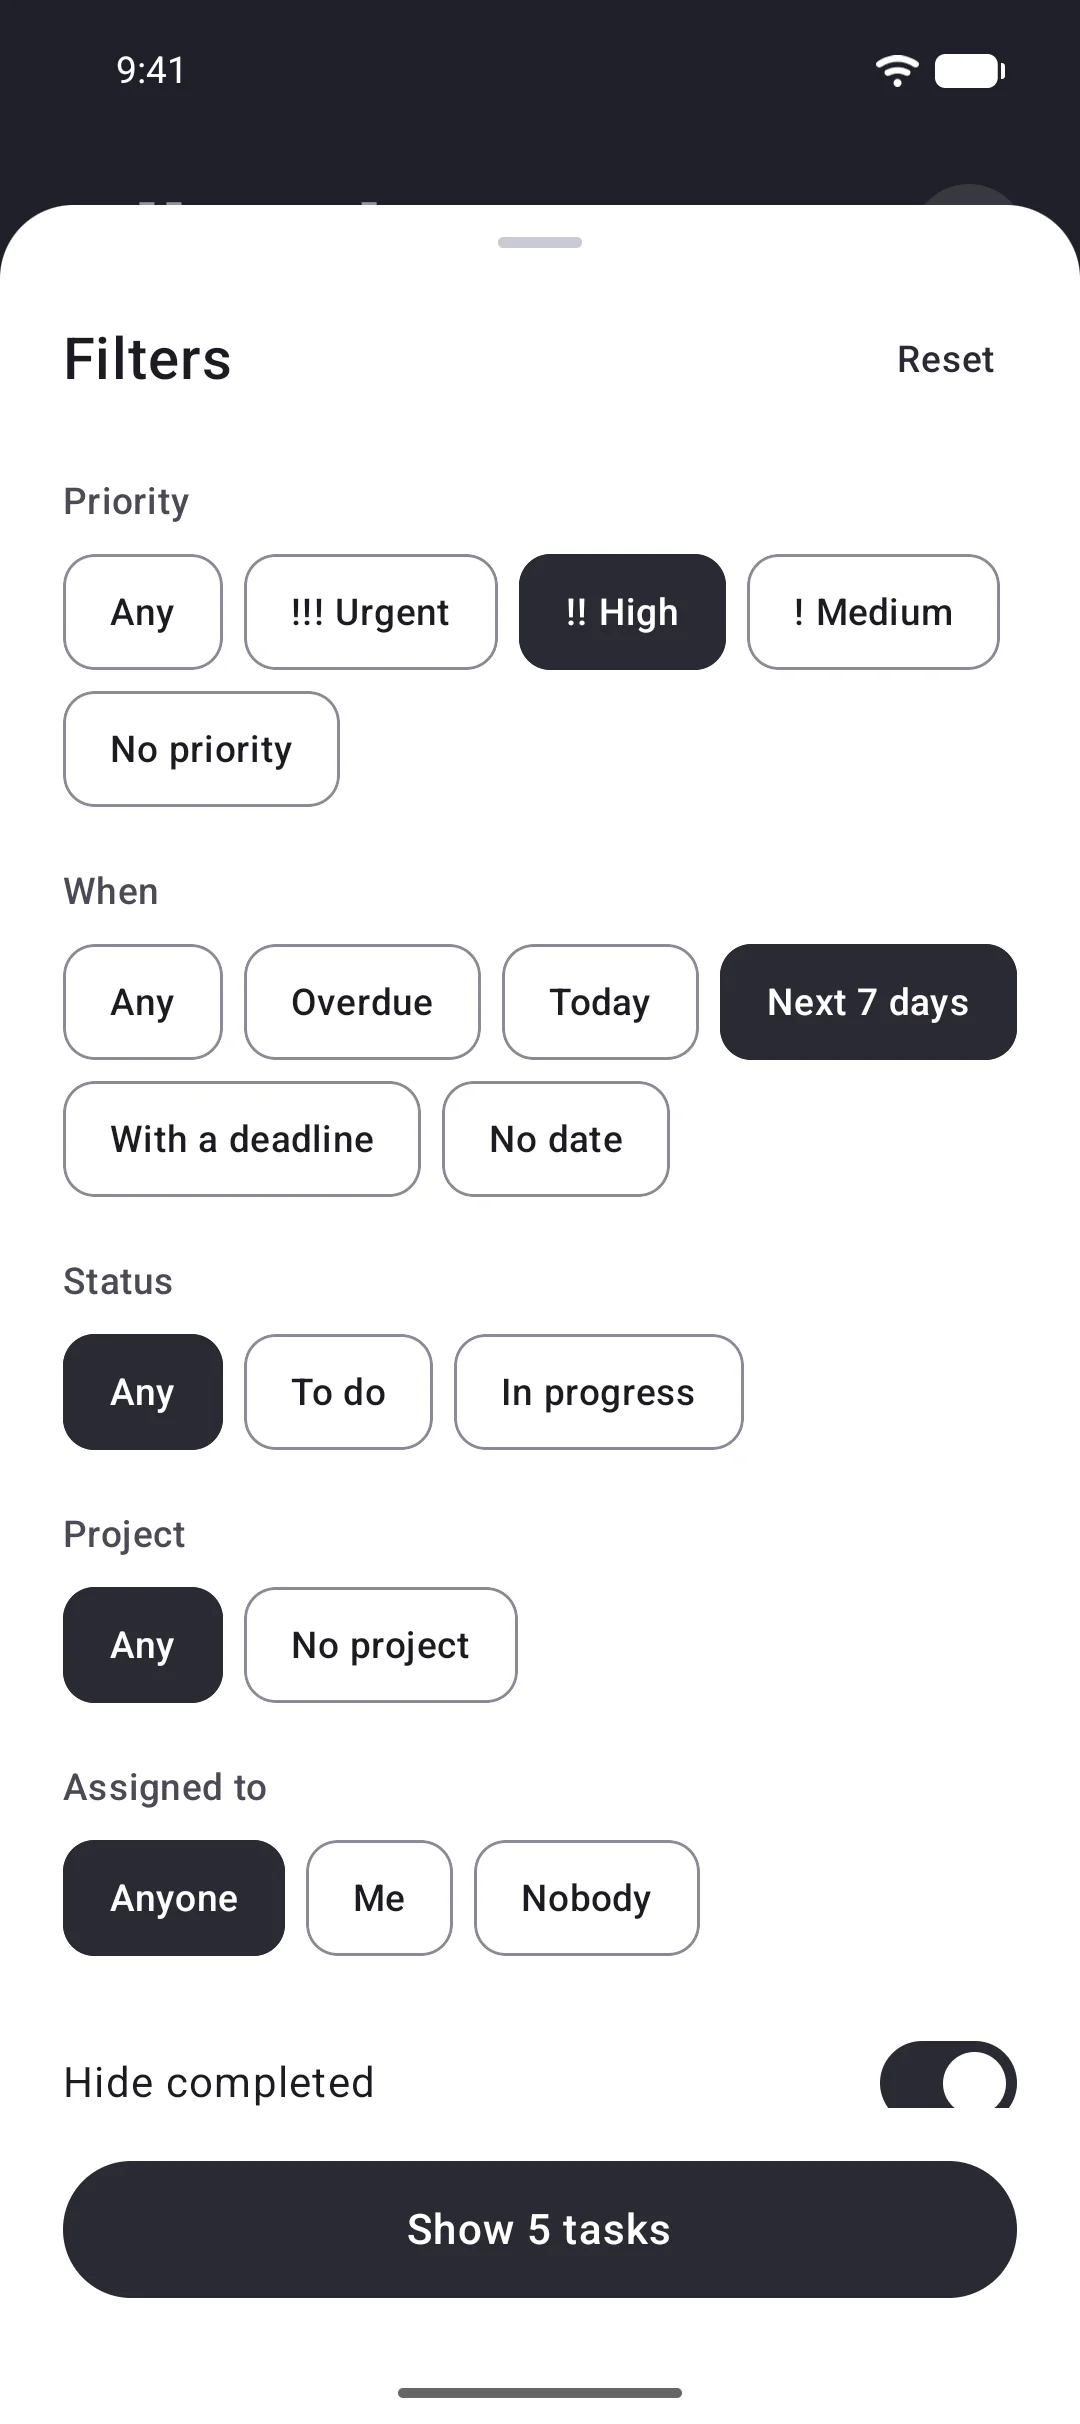 9:41
Filters
Reset
Priority
Any
!!! Urgent
!! High
! Medium
No priority
When
Any
Overdue
Today
Next 7 days
With a deadline
No date
Status
Any
To do
In progress
Project
Any
No project
Assigned to
Anyone
Me
Nobody
Hide completed
Show 5 tasks